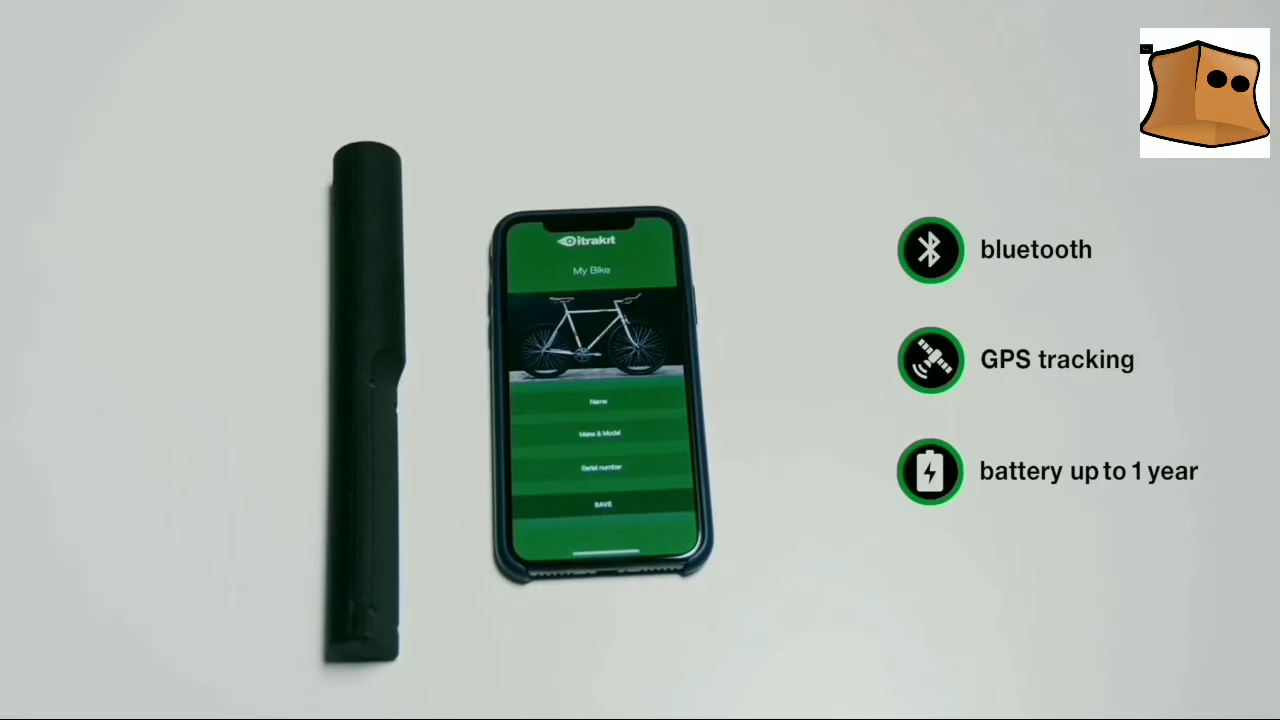 itrakit
My Bike
Name
Make & Model
Serial number
SAVE
bluetooth
GPS tracking
battery up to 1 year